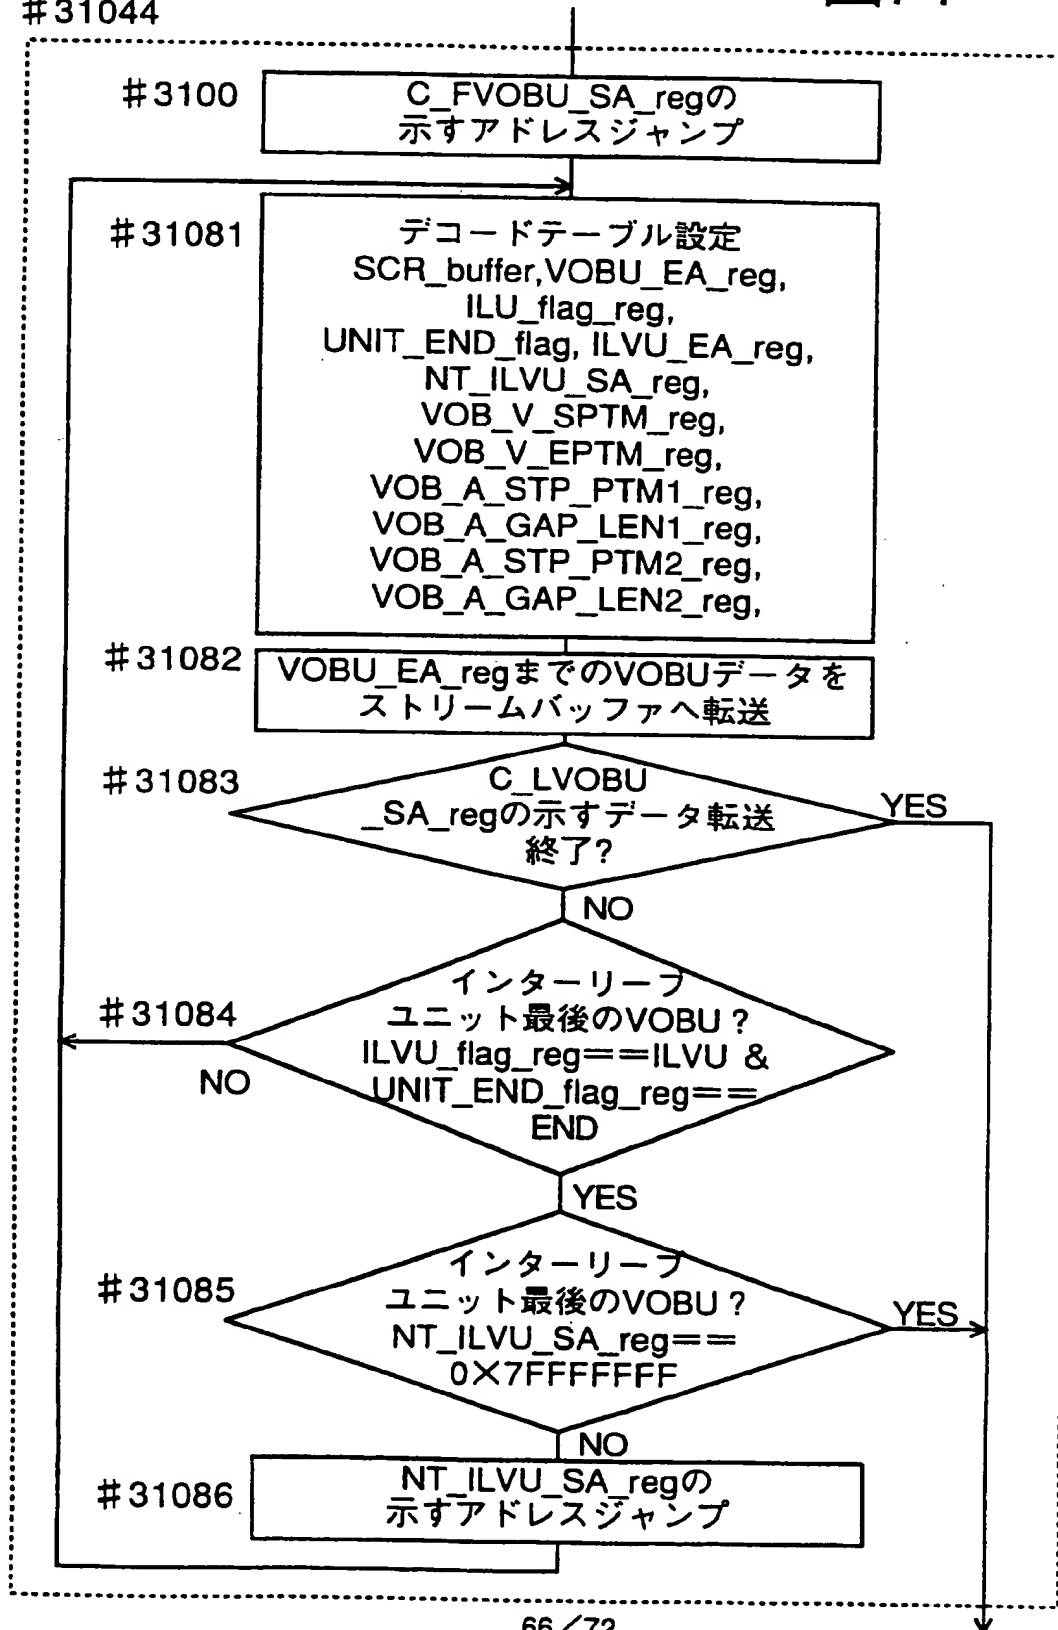 #31044
#3100
C_FVOBU_SA_regの
示すアドレスジャンプ
#31081
デコードテーブル設定
SCR_buffer,VOBU_EA_reg,
ILU_flag_reg,
UNIT_END_flag, ILVU_EA_reg,
NT_ILVU_SA_reg,
VOB_V_SPTM_reg,
VOB_V_EPTM_reg,
VOB_A_STP_PTM1_reg,
VOB_A_GAP_LEN1_reg,
VOB_A_STP_PTM2_reg,
VOB_A_GAP_LEN2_reg,
#31082
VOBU_EA_regまでのVOBUデータを
ストリームバッファへ転送
#31083
C_LVOBU
_SA_regの示すデータ転送
終了?
YES
NO
#31084
インターリーブ
ユニット最後のVOBU?
ILVU_flag_reg==ILVU &
UNIT_END_flag_reg==
END
NO
YES
#31085
インターリーブ
ユニット最後のVOBU?
NT_ILVU_SA_reg==
0×7FFFFFFF
YES
NO
#31086
NT_ILVU_SA_regの
示すアドレスジャンプ
66/72